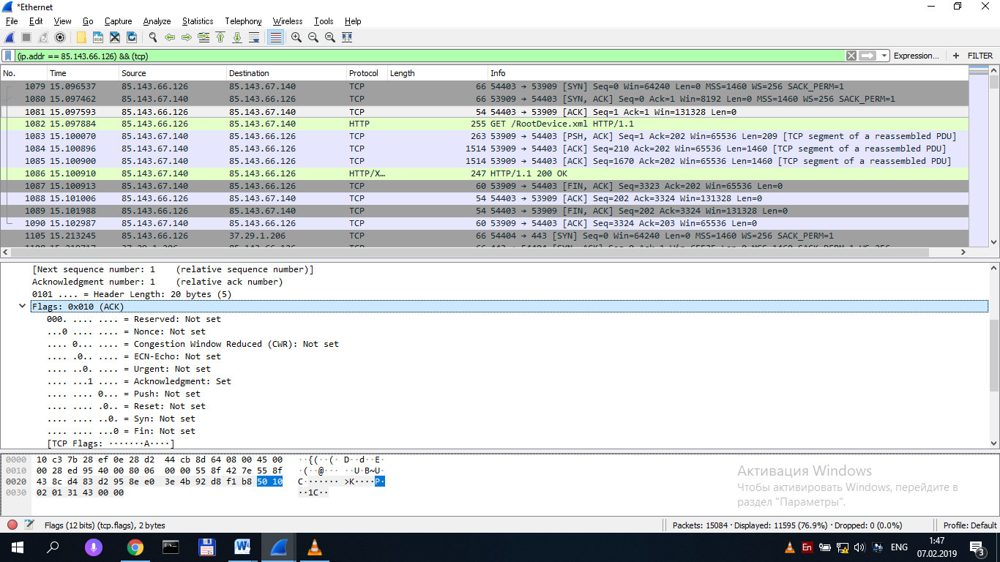 *Ethernet
File Edit View Go Capture Analyze Statistics Telephony Wireless Tools Help
(ip.addr == 85.143.66.126) && (tcp) Expression... + FILTER
No. Time Source Destination Protocol Length Info
1079 15.096537 85.143.66.126 85.143.67.140 TCP 66 54403 → 53909 [SYN] Seq=0 Win=64240 Len=0 MSS=1460 WS=256 SACK_PERM=1
1080 15.097462 85.143.67.140 85.143.66.126 TCP 66 53909 → 54403 [SYN, ACK] Seq=0 Ack=1 Win=8192 Len=0 MSS=1460 WS=256 SACK_PERM=1
1081 15.097593 85.143.66.126 85.143.67.140 TCP 54 54403 → 53909 [ACK] Seq=1 Ack=1 Win=131328 Len=0
1082 15.097884 85.143.66.126 85.143.67.140 HTTP 255 GET /RootDevice.xml HTTP/1.1
1083 15.100070 85.143.67.140 85.143.66.126 TCP 263 53909 → 54403 [PSH, ACK] Seq=1 Ack=202 Win=65536 Len=209 [TCP segment of a reassembled PDU]
1084 15.100896 85.143.67.140 85.143.66.126 TCP 1514 53909 → 54403 [ACK] Seq=210 Ack=202 Win=65536 Len=1460 [TCP segment of a reassembled PDU]
1085 15.100900 85.143.67.140 85.143.66.126 TCP 1514 53909 → 54403 [ACK] Seq=1670 Ack=202 Win=65536 Len=1460 [TCP segment of a reassembled PDU]
1086 15.100910 85.143.67.140 85.143.66.126 HTTP/X... 247 HTTP/1.1 200 OK
1087 15.100913 85.143.67.140 85.143.66.126 TCP 60 53909 → 54403 [FIN, ACK] Seq=3323 Ack=202 Win=65536 Len=0
1088 15.101006 85.143.66.126 85.143.67.140 TCP 54 54403 → 53909 [ACK] Seq=202 Ack=3324 Win=131328 Len=0
1089 15.101988 85.143.66.126 85.143.67.140 TCP 54 54403 → 53909 [FIN, ACK] Seq=202 Ack=3324 Win=131328 Len=0
1090 15.102987 85.143.67.140 85.143.66.126 TCP 60 53909 → 54403 [ACK] Seq=3324 Ack=203 Win=65536 Len=0
1105 15.213245 85.143.66.126 37.29.1.206 TCP 66 54404 → 443 [SYN] Seq=0 Win=64240 Len=0 MSS=1460 WS=256 SACK_PERM=1
[Next sequence number: 1 (relative sequence number)]
Acknowledgment number: 1 (relative ack number)
0101 .... = Header Length: 20 bytes (5)
Flags: 0x010 (ACK)
000. .... .... = Reserved: Not set
...0 .... .... = Nonce: Not set
.... 0... .... = Congestion Window Reduced (CWR): Not set
.... .0.. .... = ECN-Echo: Not set
.... ..0. .... = Urgent: Not set
.... ...1 .... = Acknowledgment: Set
.... .... 0... = Push: Not set
.... .... .0.. = Reset: Not set
.... .... ..0. = Syn: Not set
.... .... ...0 = Fin: Not set
[TCP Flags: ·······A····]
0000 10 c3 7b 28 ef 0e 28 d2 44 cb 8d 64 08 00 45 00 ··{(··(· D··d··E·
0010 00 28 ed 95 40 00 80 06 00 00 55 8f 42 7e 55 8f ·(··@··· ··U·B~U·
0020 43 8c d4 83 d2 95 8e e0 3e 4b 92 d8 f1 b8 50 10 C······· >K····P·
0030 02 01 31 43 00 00 ··1C··
Активация Windows
Чтобы активировать Windows, перейдите в
раздел "Параметры".
Flags (12 bits) (tcp.flags), 2 bytes Packets: 15084 · Displayed: 11595 (76.9%) · Dropped: 0 (0.0%) Profile: Default
En ENG 1:47
07.02.2019 3